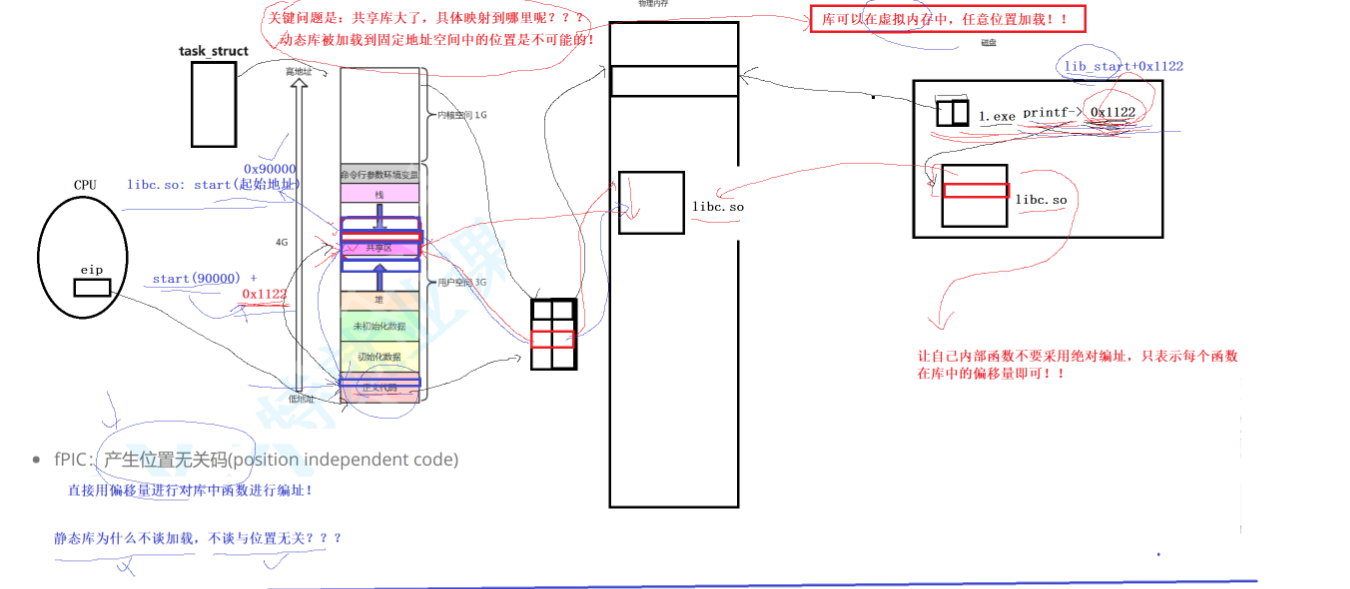 物理内存
关键问题是：共享库大了，具体映射到哪里呢？？？
动态库被加载到固定地址空间中的位置是不可能的！
库可以在虚拟内存中，任意位置加载！！
磁盘
task_struct
高地址
lib_start+0x1122
内核空间 1G
1.exe printf-> 0x1122
0x90000
libc.so: start(起始地址)
命令行参数环境变量
栈
CPU
libc.so
libc.so
4G
共享区
eip
start(90000) +
0x1122
用户空间 3G
堆
未初始化数据
初始化数据
正文代码
低地址
让自己内部函数不要采用绝对编址，只表示每个函数
在库中的偏移量即可！！
fPIC：产生位置无关码(position independent code)
直接用偏移量进行对库中函数进行编址！
静态库为什么不谈加载，不谈与位置无关？？？